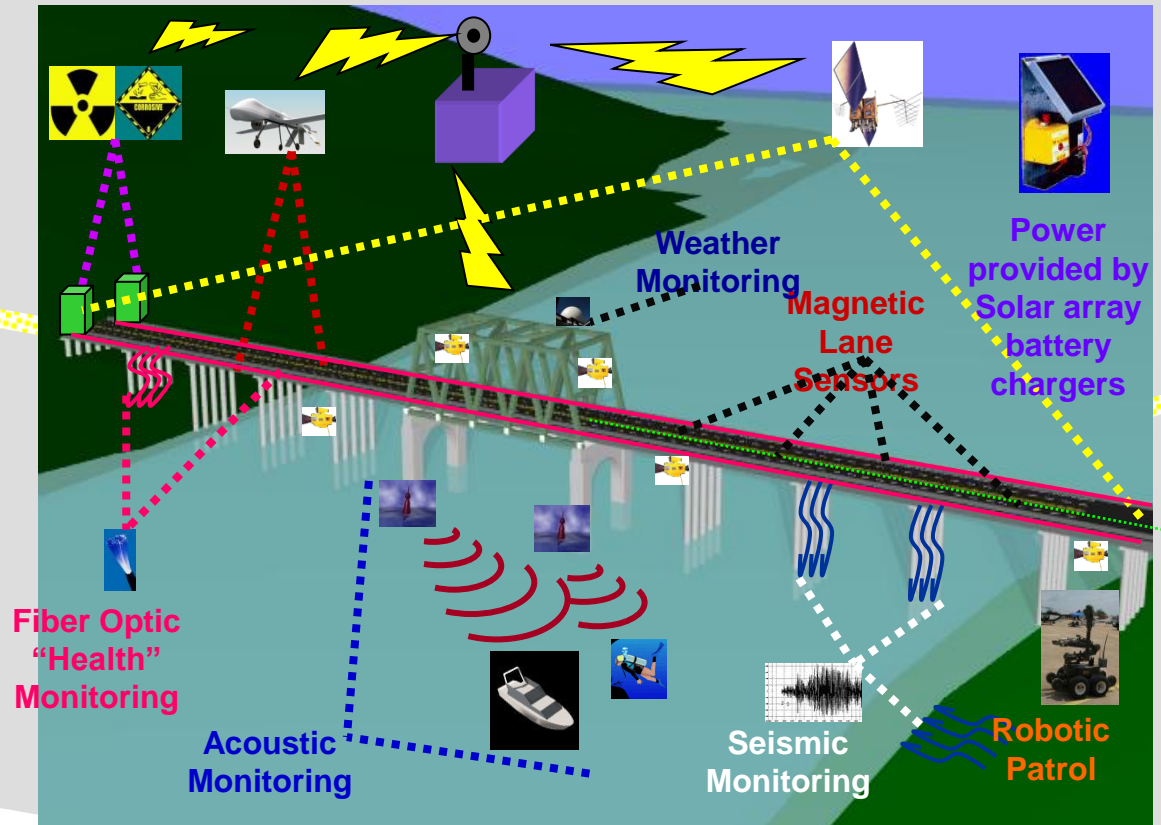 CORROSIVE
Weather
Monitoring
Magnetic
Lane
Sensors
Power
provided by
Solar array
battery
chargers
Fiber Optic
“Health”
Monitoring
Acoustic
Monitoring
Seismic
Monitoring
Robotic
Patrol